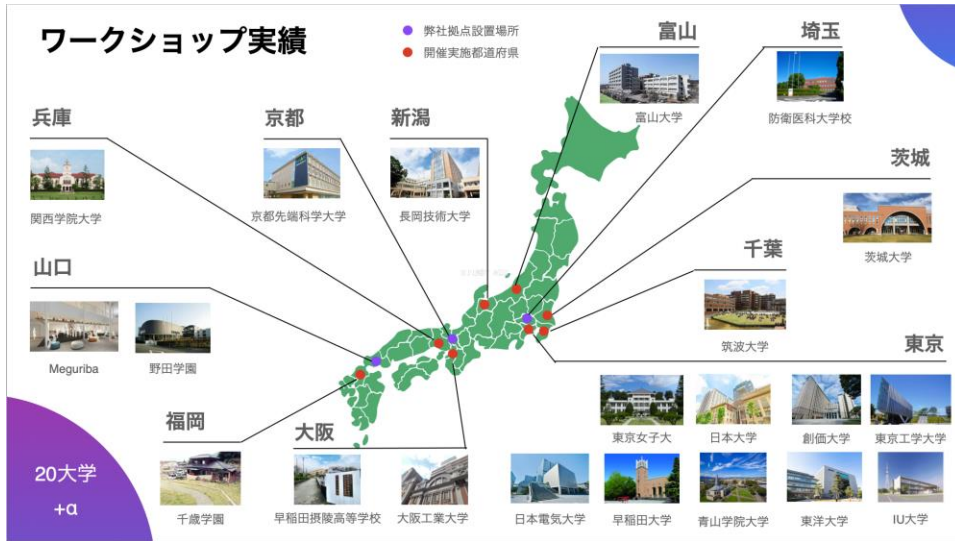 ワークショップ実績
弊社拠点設置場所
開催実施都道府県
富山
富山大学
埼玉
防衛医科大学校
兵庫
関西学院大学
京都
京都先端科学大学
新潟
長岡技術大学
茨城
茨城大学
山口
Meguriba
野田学園
千葉
筑波大学
東京
東京女子大
日本大学
創価大学
東京工学大学
日本電気大学
早稲田大学
青山学院大学
東洋大学
IU大学
福岡
千歳学園
大阪
早稲田摂陵高等学校
大阪工業大学
20大学
+α